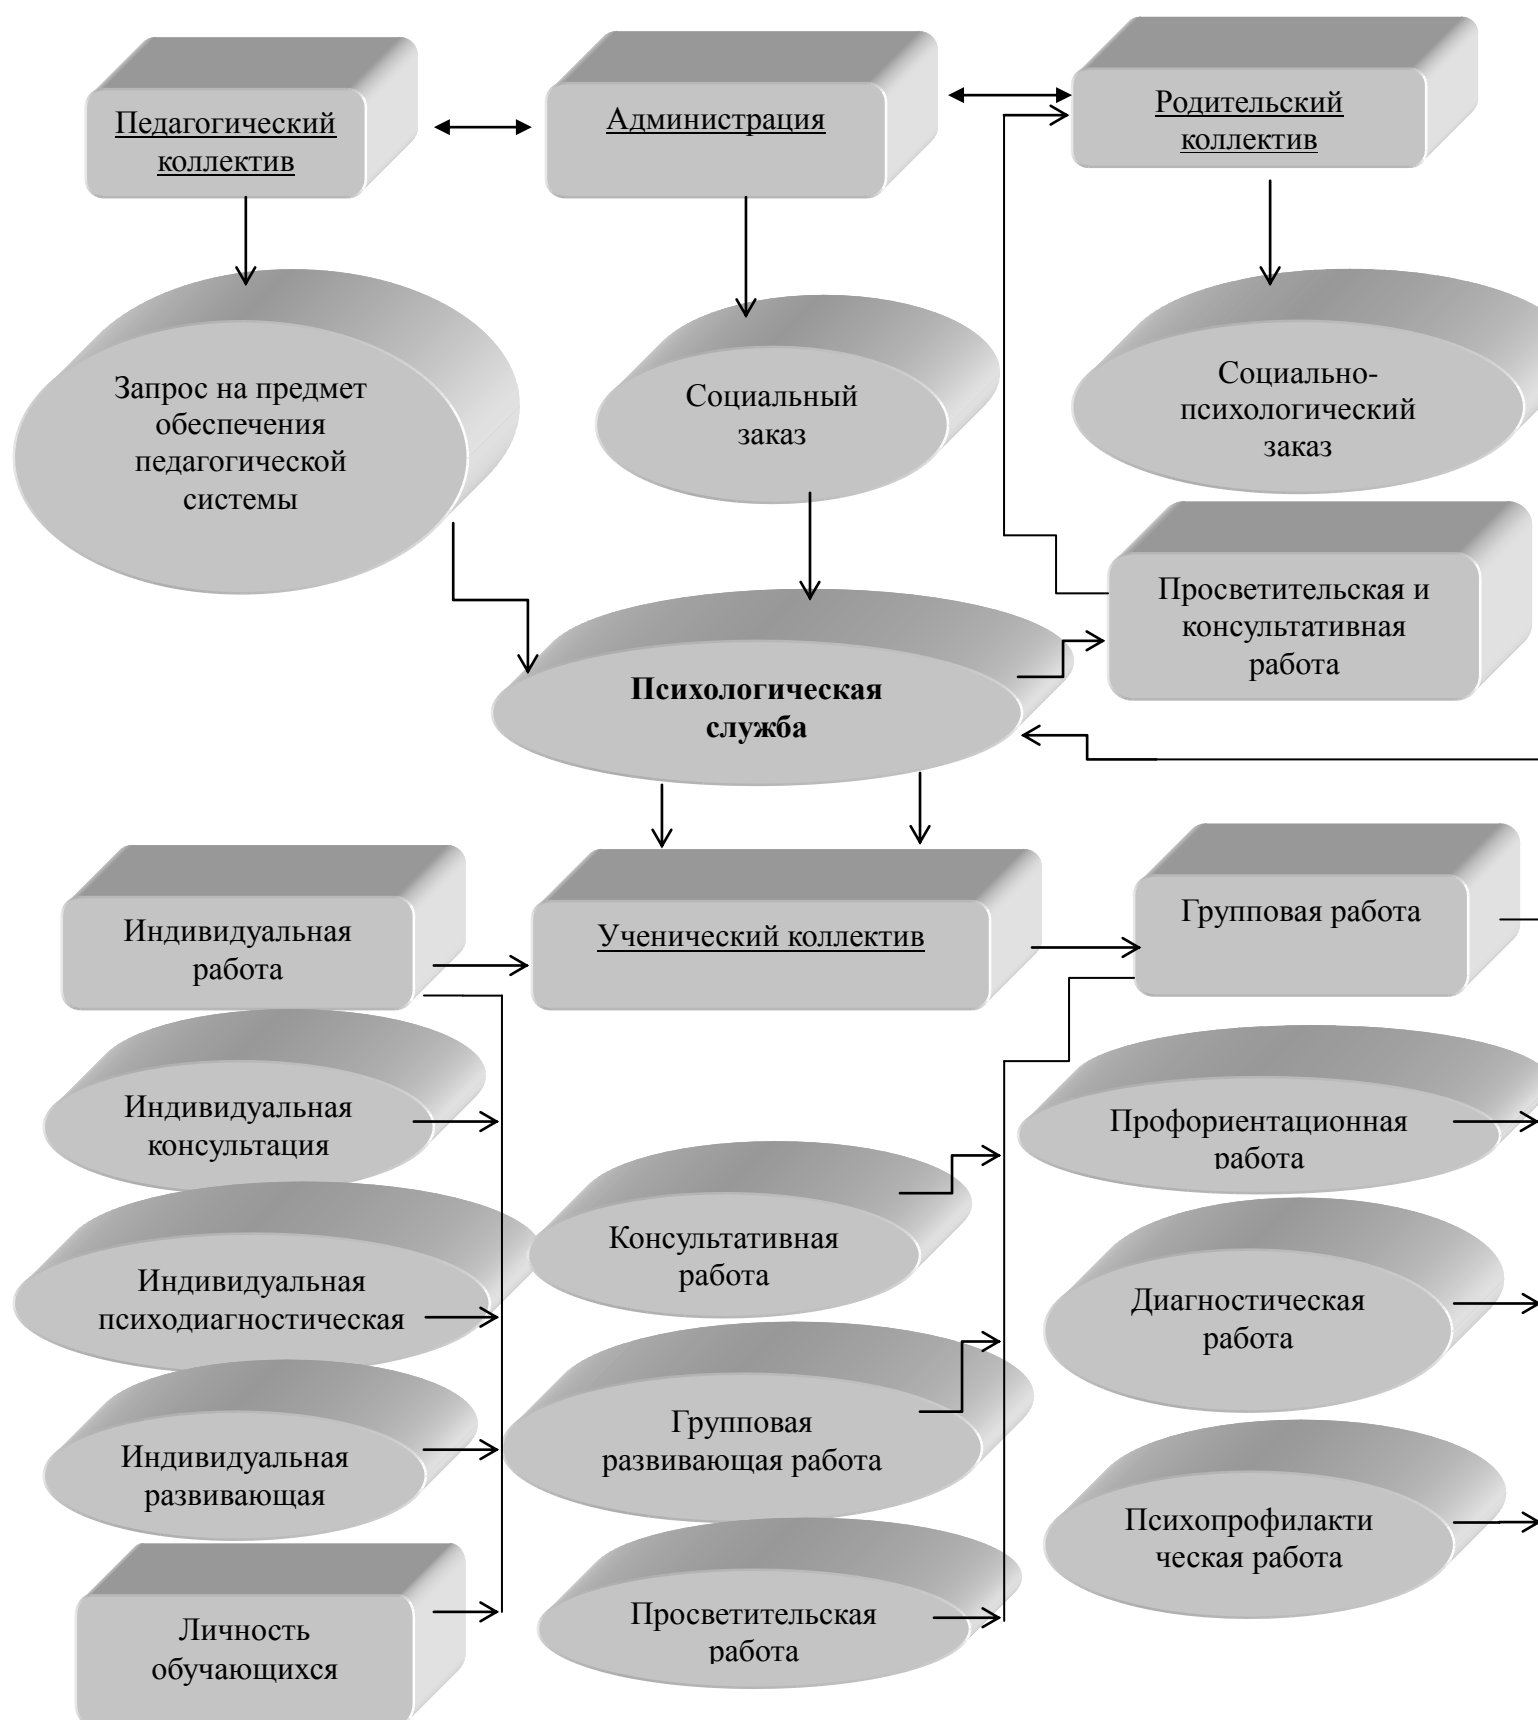 Педагогический
коллектив
Администрация
Родительский
коллектив
Запрос на предмет
обеспечения
педагогической
системы
Социальный
заказ
Социально-
психологический
заказ
Просветительская и
консультативная
работа
Психологическая
служба
Индивидуальная
работа
Ученический коллектив
Групповая работа
Индивидуальная
консультация
Профориентационная
работа
Консультативная
работа
Индивидуальная
психодиагностическая
Диагностическая
работа
Групповая
развивающая работа
Индивидуальная
развивающая
Психопрофилакти
ческая работа
Просветительская
работа
Личность
обучающихся